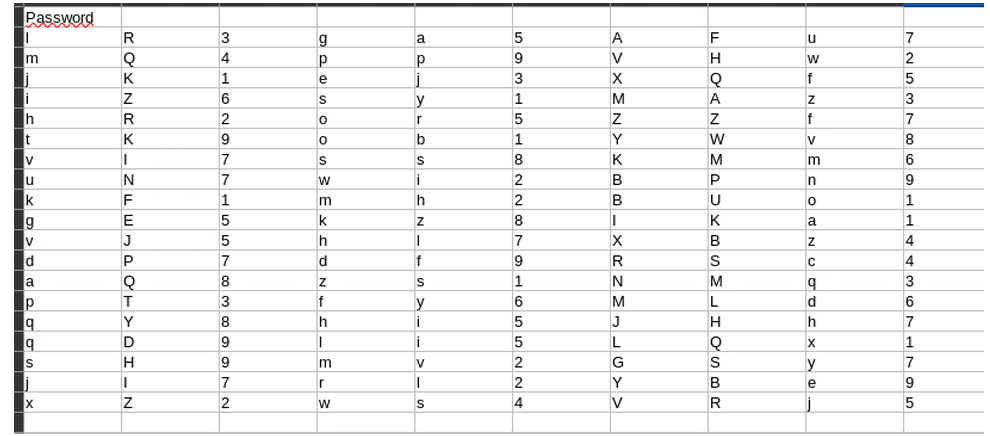 Password
l R 3 g a 5 A F u 7
m Q 4 p p 9 V H w 2
j K 1 e j 3 X Q f 5
i Z 6 s y 1 M A z 3
h R 2 o r 5 Z Z f 7
t K 9 o b 1 Y W v 8
v I 7 s s 8 K M m 6
u N 7 w i 2 B P n 9
k F 1 m h 2 B U o 1
g E 5 k z 8 I K a 1
v J 5 h l 7 X B z 4
d P 7 d f 9 R S c 4
a Q 8 z s 1 N M q 3
p T 3 f y 6 M L d 6
q Y 8 h i 5 J H h 7
q D 9 l i 5 L Q x 1
s H 9 m v 2 G S y 7
j I 7 r l 2 Y B e 9
x Z 2 w s 4 V R j 5